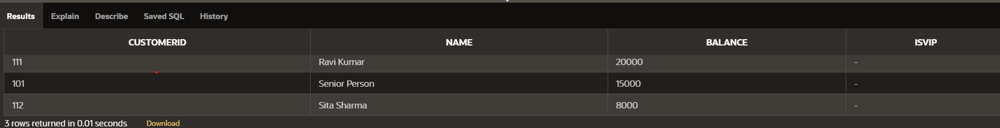 Results Explain Describe Saved SQL History
CUSTOMERID NAME BALANCE ISVIP
111 Ravi Kumar 20000 -
101 Senior Person 15000 -
112 Sita Sharma 8000 -
3 rows returned in 0.01 seconds Download